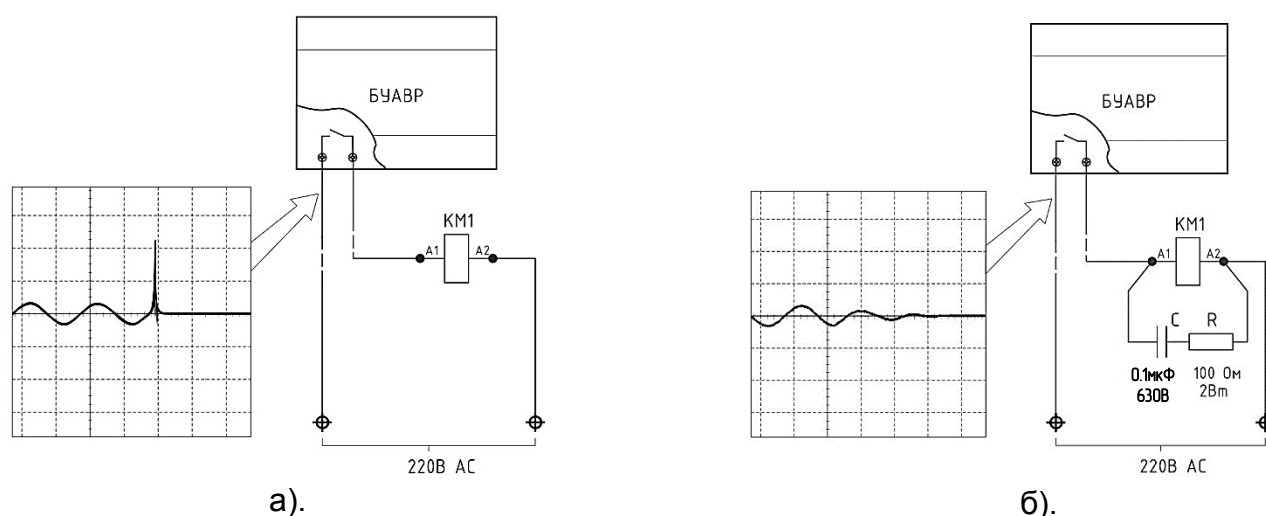 БУАВР
КМ1
А1 А2
220В АС
а).
БУАВР
КМ1
А1 А2
С R
0.1мкФ 100 Ом
630В 2Вт
220В АС
б).